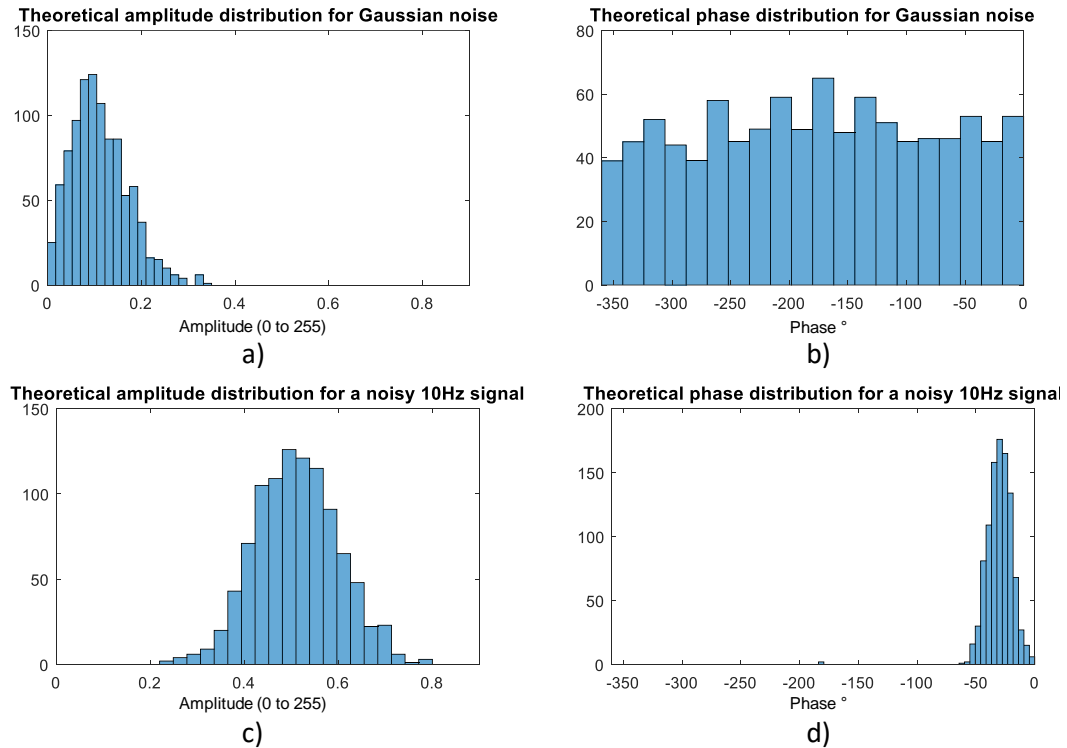 Theoretical amplitude distribution for Gaussian noise
150
100
50
0
0 0.2 0.4 0.6 0.8
Amplitude (0 to 255)
a)
Theoretical phase distribution for Gaussian noise
80
60
40
20
0
-350 -300 -250 -200 -150 -100 -50 0
Phase °
b)
Theoretical amplitude distribution for a noisy 10Hz signal
150
100
50
0
0 0.2 0.4 0.6 0.8
Amplitude (0 to 255)
c)
Theoretical phase distribution for a noisy 10Hz signal
200
150
100
50
0
-350 -300 -250 -200 -150 -100 -50 0
Phase °
d)